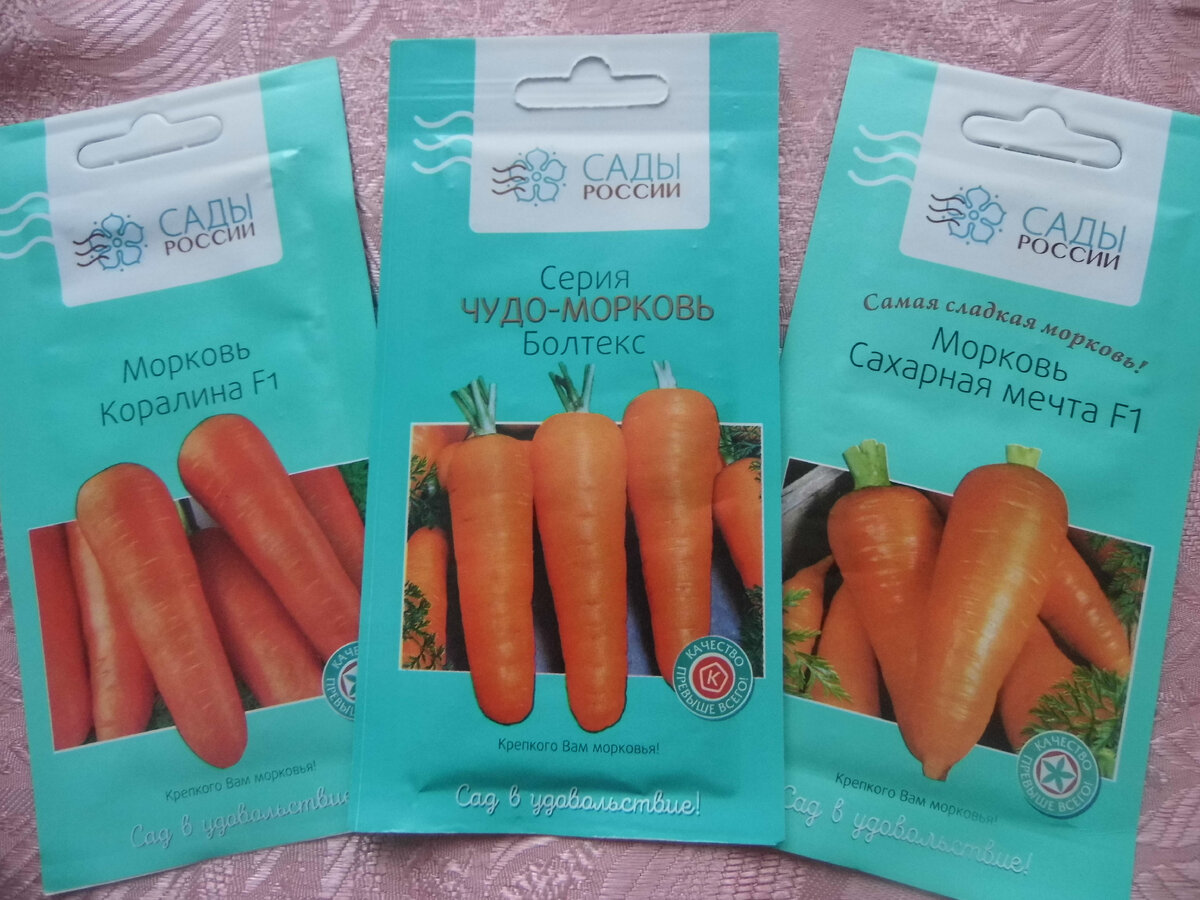 САДЫ
РОССИИ
Морковь
Коралина F1
КАЧЕСТВО
ПРЕВЫШЕ
Крепкого Вам морковья!
Сад в удовольствие
САДЫ
РОССИИ
Серия
ЧУДО-МОРКОВЬ
Болтекс
КАЧЕСТВО
ПРЕВЫШЕ ВСЕГО!
К
Крепкого Вам морковья!
Сад в удовольствие!
САДЫ
РОССИИ
Самая сладкая морковь!
Морковь
Сахарная мечта F1
КАЧЕСТВО
ПРЕВЫШЕ ВСЕГО!
Крепкого Вам морковья!
Сад в удовольствие!